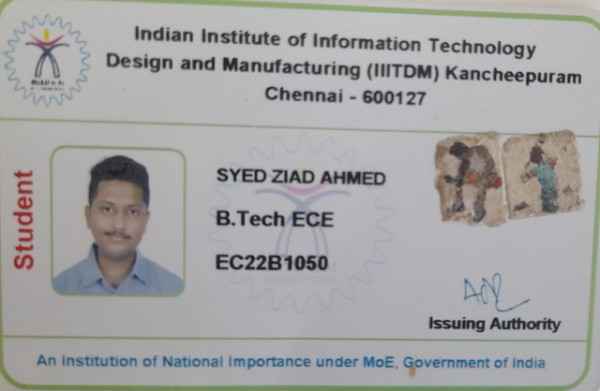 Indian Institute of Information Technology
Design and Manufacturing (IIITDM) Kancheepuram
Chennai - 600127
Student
SYED ZIAD AHMED
B.Tech ECE
EC22B1050
Issuing Authority
An Institution of National Importance under MoE, Government of India